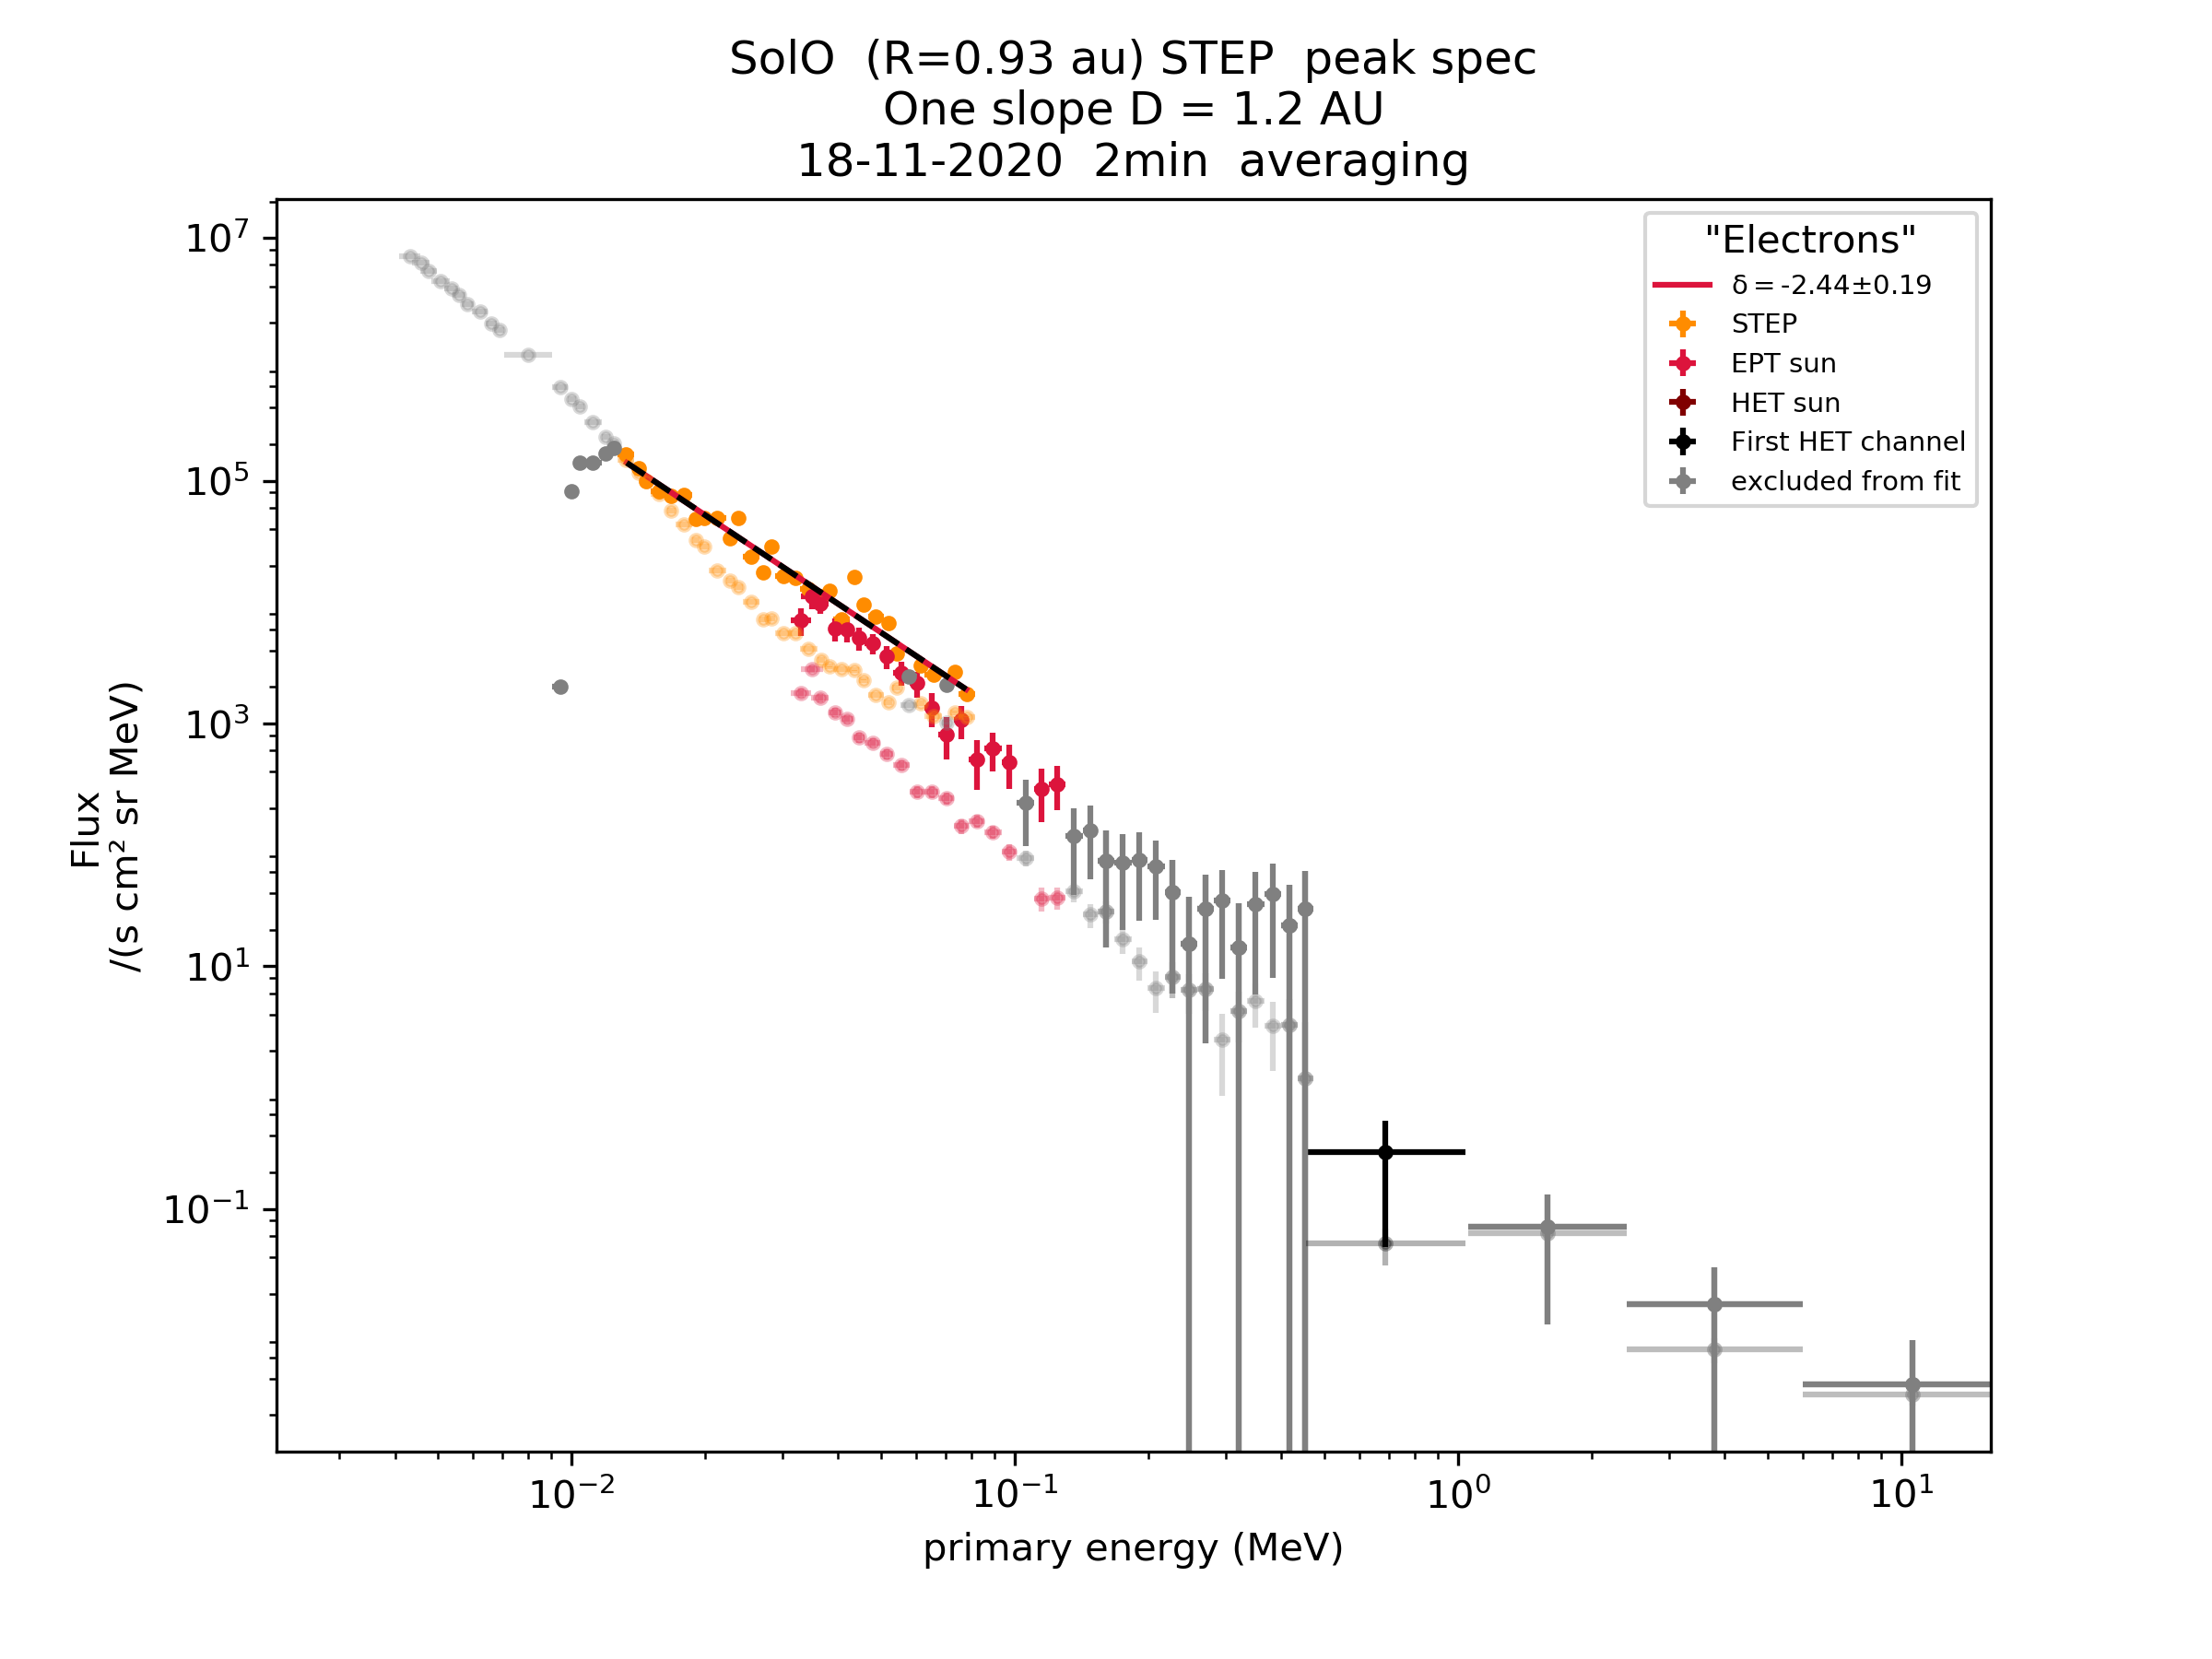 SolO  (R=0.93 au) STEP  peak spec
One slope D = 1.2 AU
18-11-2020  2min  averaging
"Electrons"
δ = -2.44±0.19
STEP
EPT sun
HET sun
First HET channel
excluded from fit
10⁷
10⁵
10³
10¹
10⁻¹
Flux
/(s cm² sr MeV)
10⁻²
10⁻¹
10⁰
10¹
primary energy (MeV)